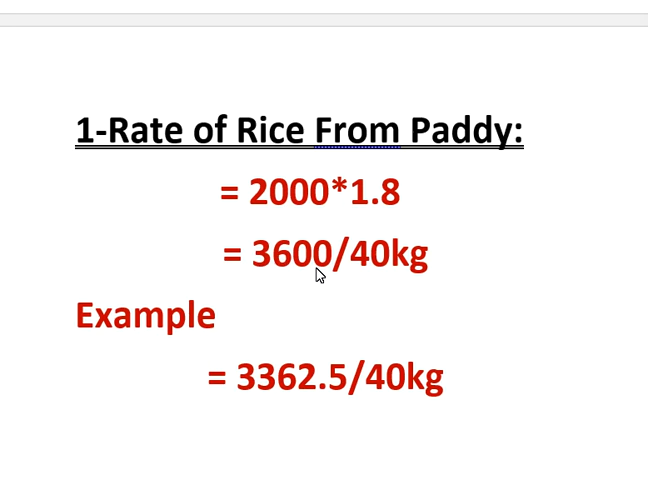 1-Rate of Rice From Paddy:
= 2000*1.8
= 3600/40kg
Example
= 3362.5/40kg